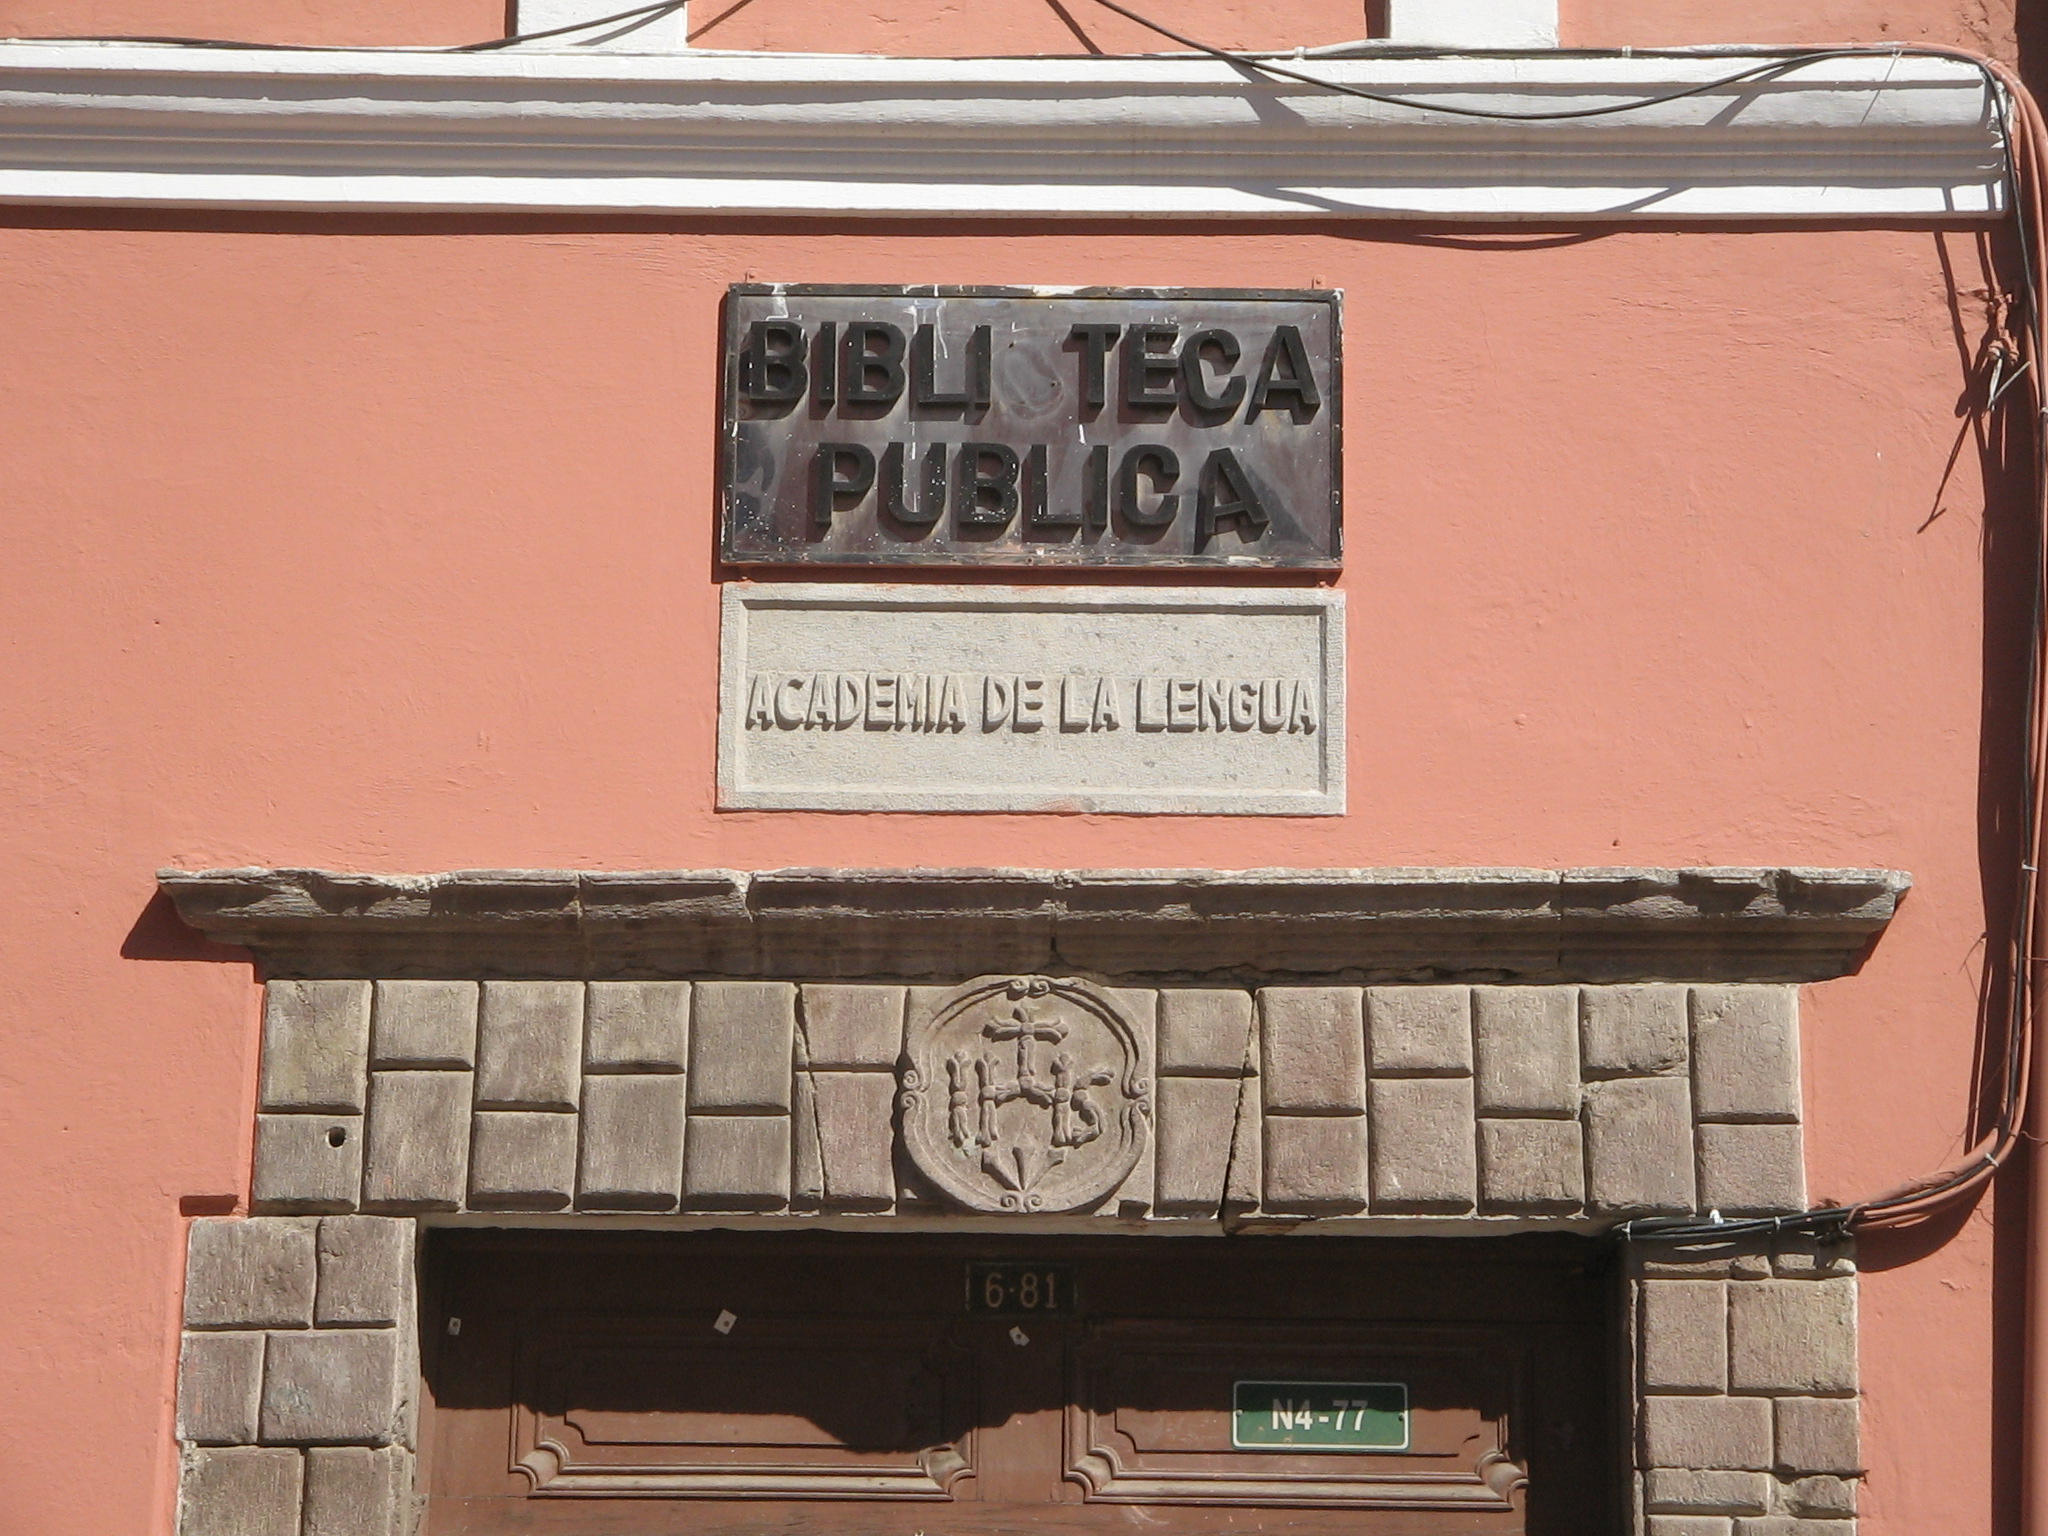 BIBLI TECA
PUBLICA
ACADEMIA DE LA LENGUA
IHS
6·81
N4-77